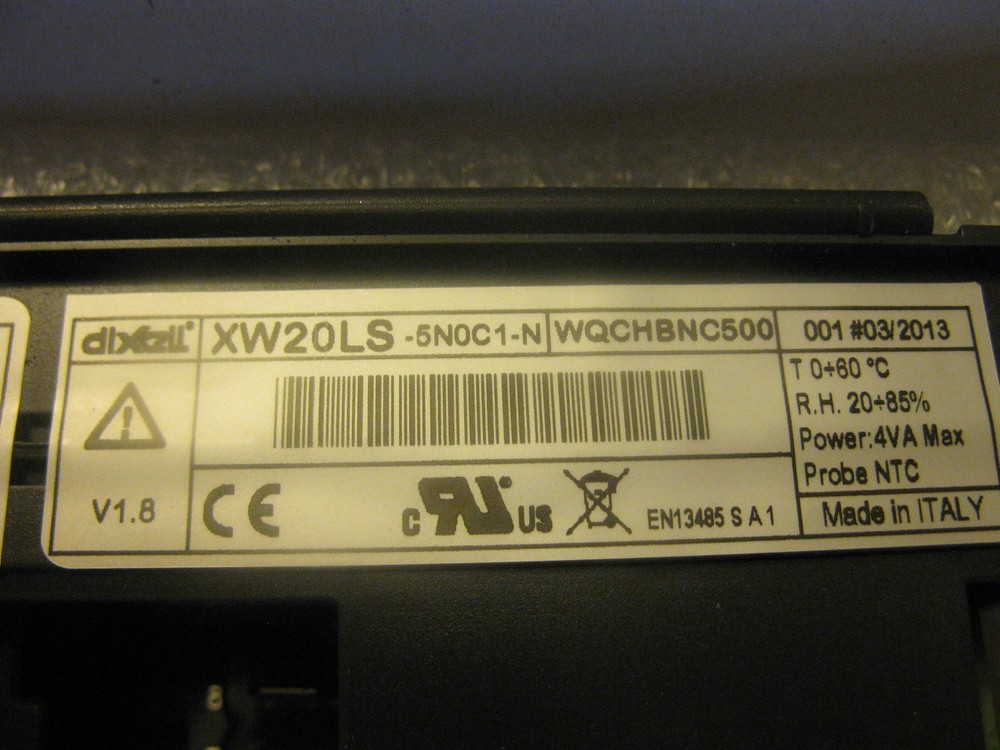 dixell XW20LS -5N0C1-N WQCHBNC500 001 #03/2013
T 0÷60 °C
R.H. 20÷85%
Power:4VA Max
Probe NTC
V1.8 CE c RU US EN13485 S A 1 Made in ITALY